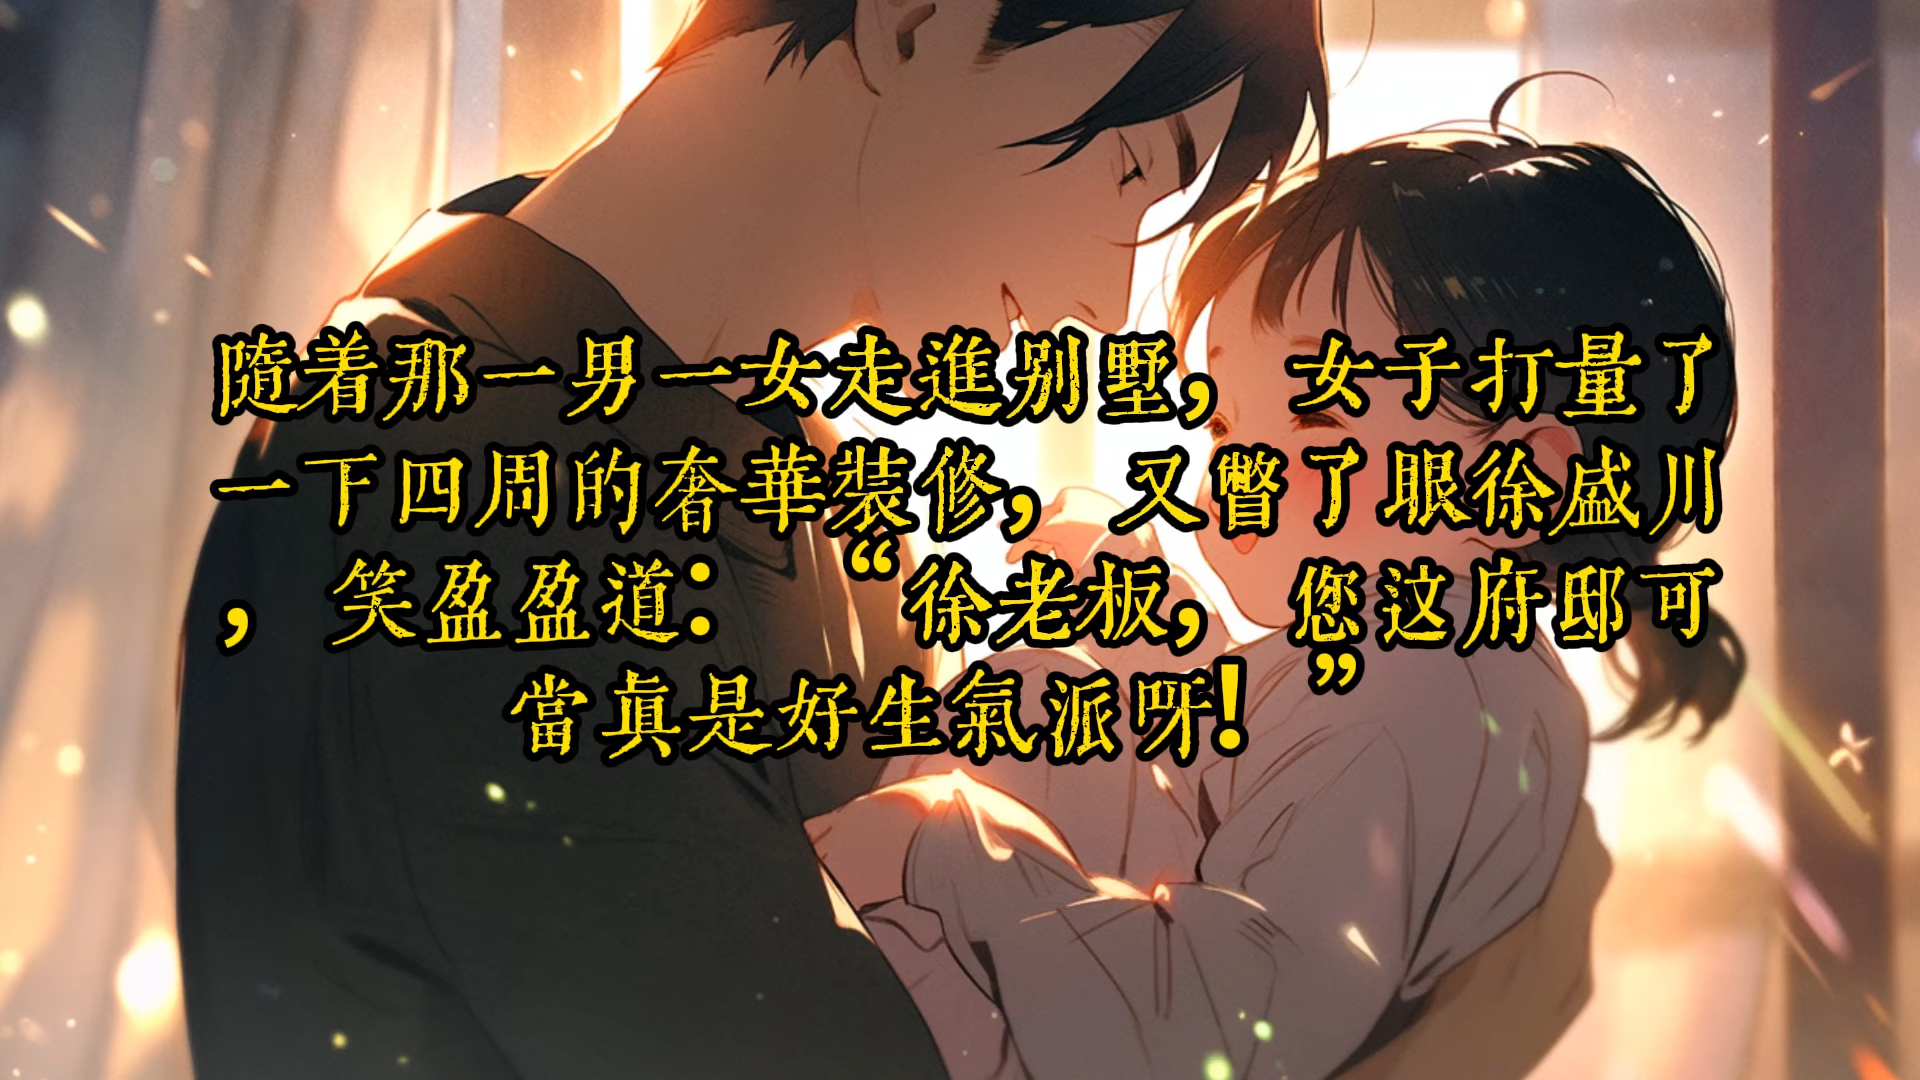 隨着那一男一女走進别墅，女子打量了
一下四周的奢華裝修，又瞥了眼徐盛川
，笑盈盈道：“徐老板，您这府邸可
當真是好生氣派呀！”